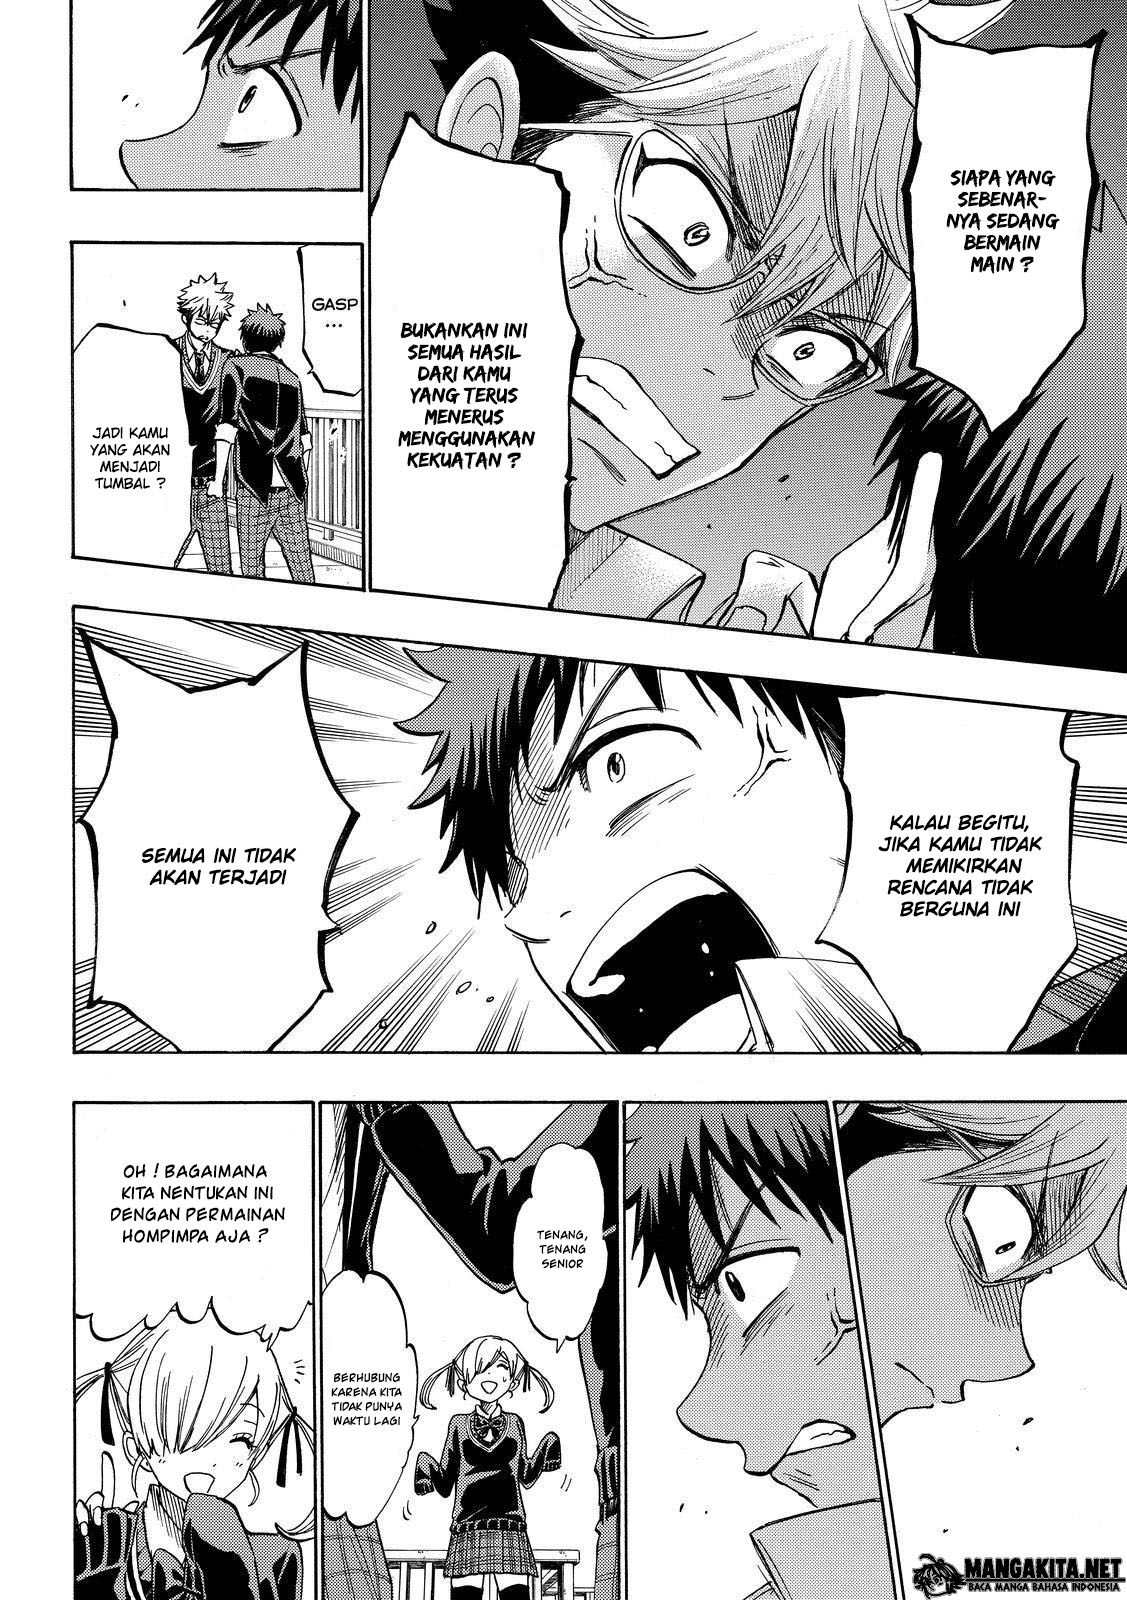 SIAPA YANG
SEBENAR-
NYA SEDANG
BERMAIN
MAIN ?
BUKANKAN INI
SEMUA HASIL
DARI KAMU
YANG TERUS
MENERUS
MENGGUNAKAN
KEKUATAN ?
GASP
...
JADI KAMU
YANG AKAN
MENJADI
TUMBAL ?
KALAU BEGITU,
JIKA KAMU TIDAK
MEMIKIRKAN
RENCANA TIDAK
BERGUNA INI
SEMUA INI TIDAK
AKAN TERJADI
TENANG,
TENANG
SENIOR
BERHUBUNG
KARENA KITA
TIDAK PUNYA
WAKTU LAGI
OH ! BAGAIMANA
KITA NENTUKAN INI
DENGAN PERMAINAN
HOMPIMPA AJA ?
MANGAKITA.NET
BACA MANGA BAHASA INDONESIA